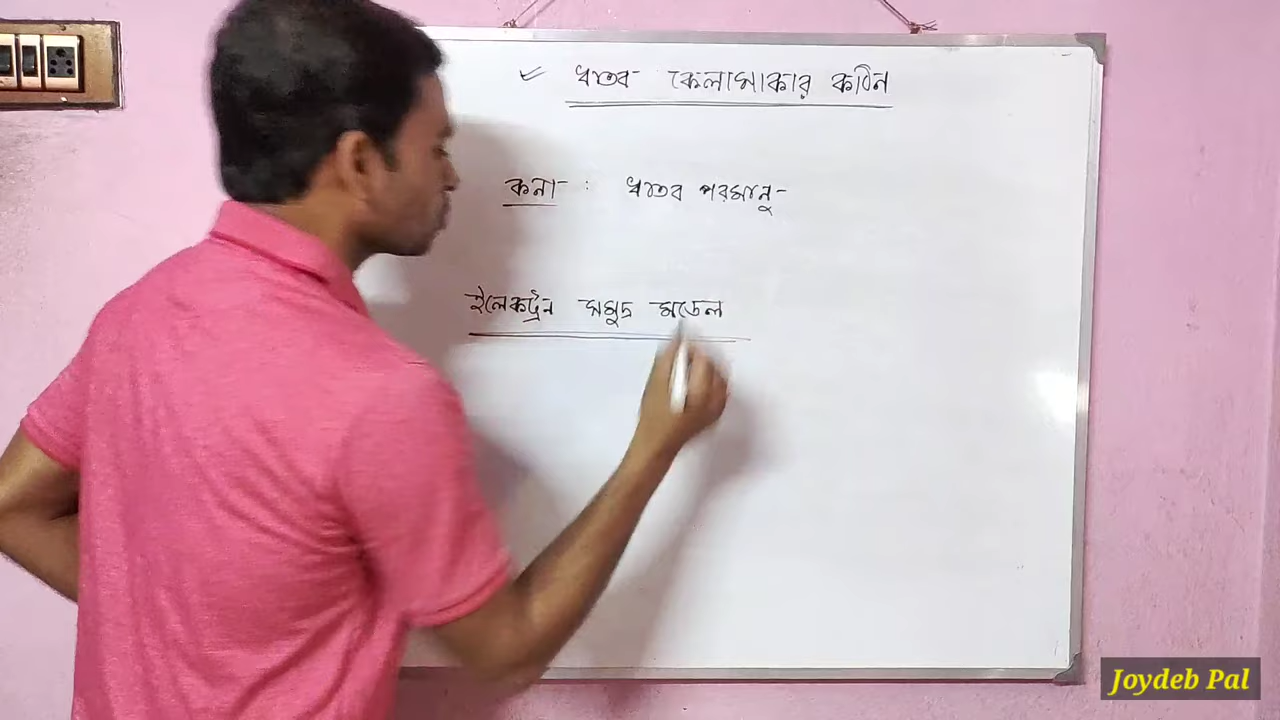 ধাতব কেলাসাকার কঠিন
কনা : ধাতব পরমানু
ইলেকট্রন সমুদ্র মডেল
Joydeb Pal